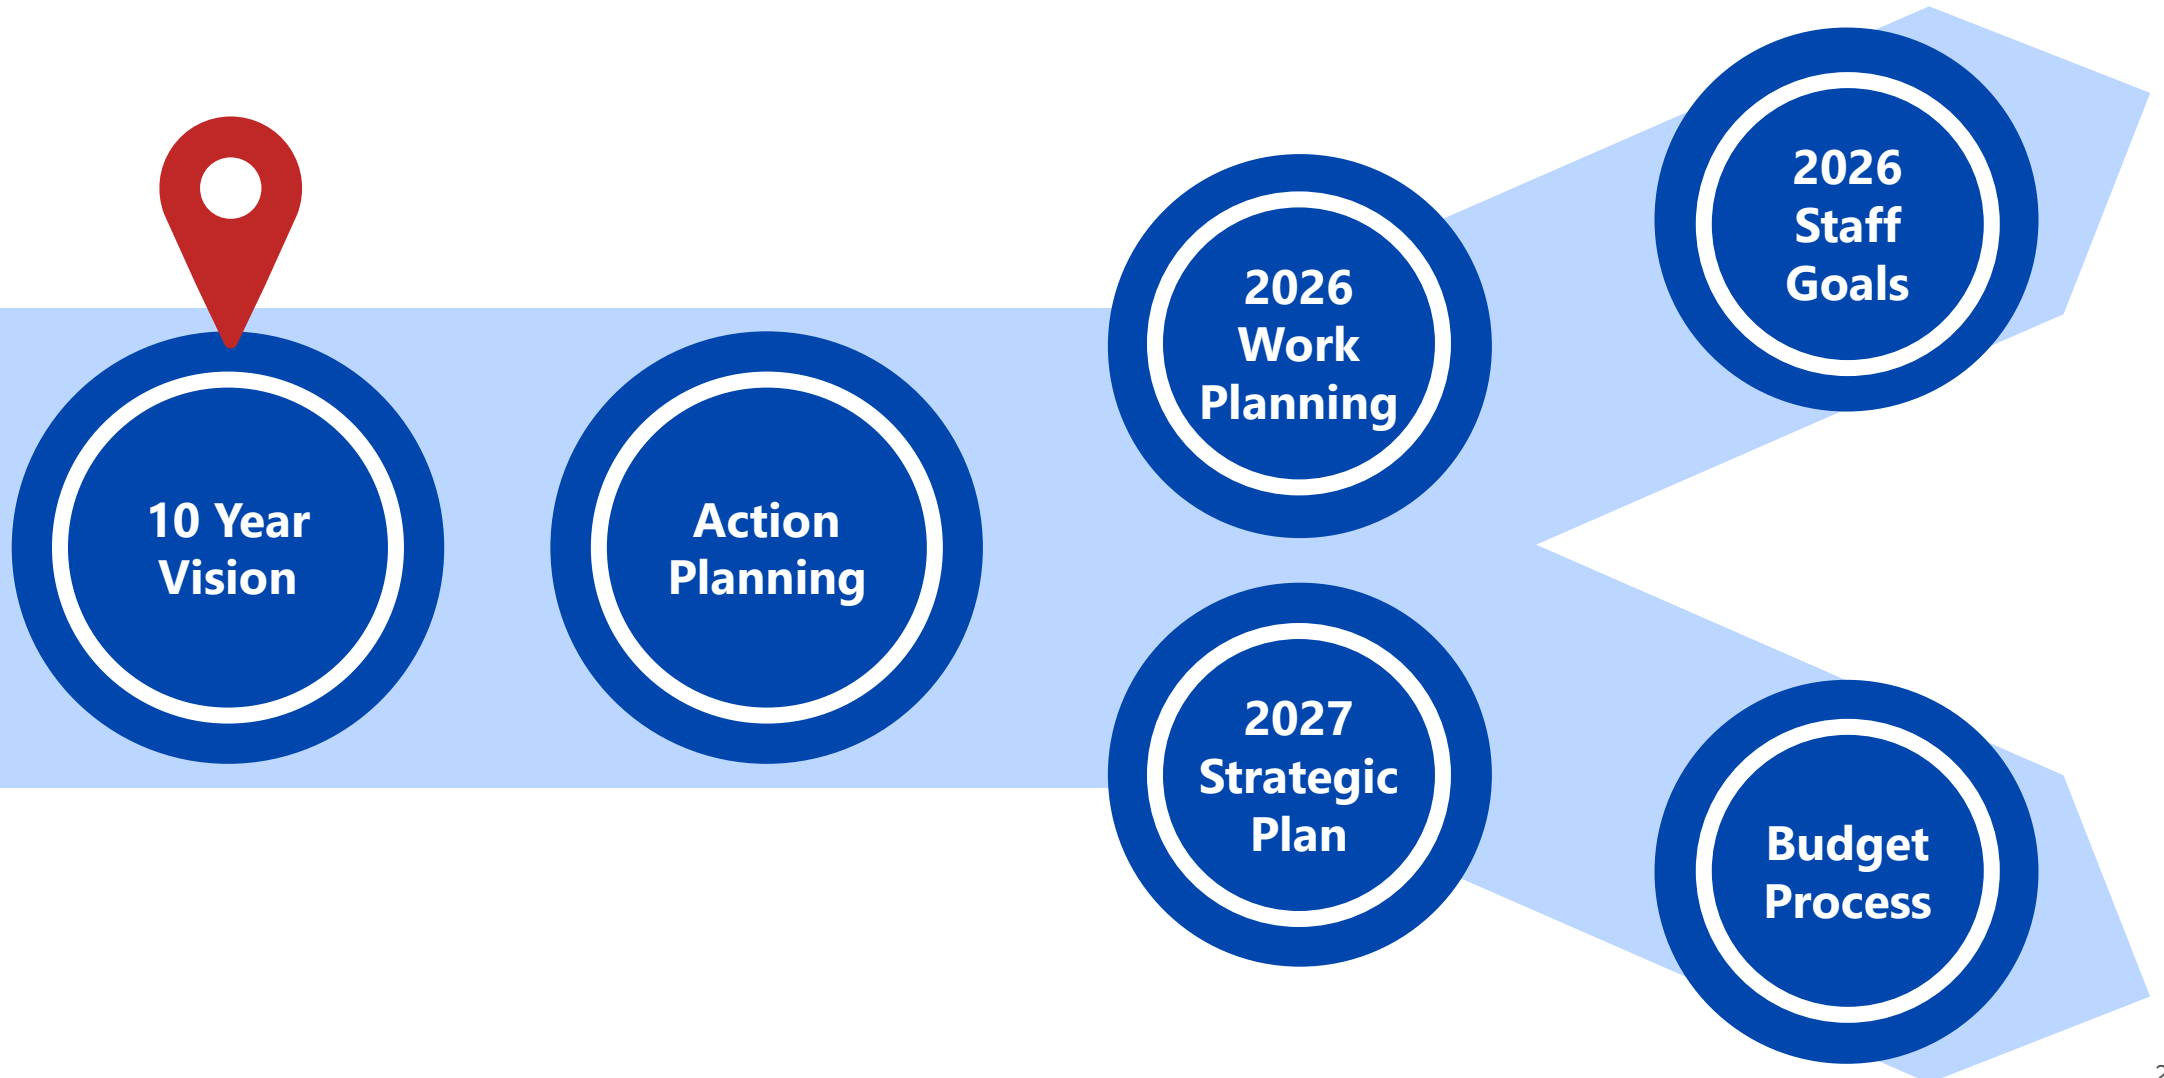 10 Year
Vision
Action
Planning
2026
Work
Planning
2027
Strategic
Plan
2026
Staff
Goals
Budget
Process